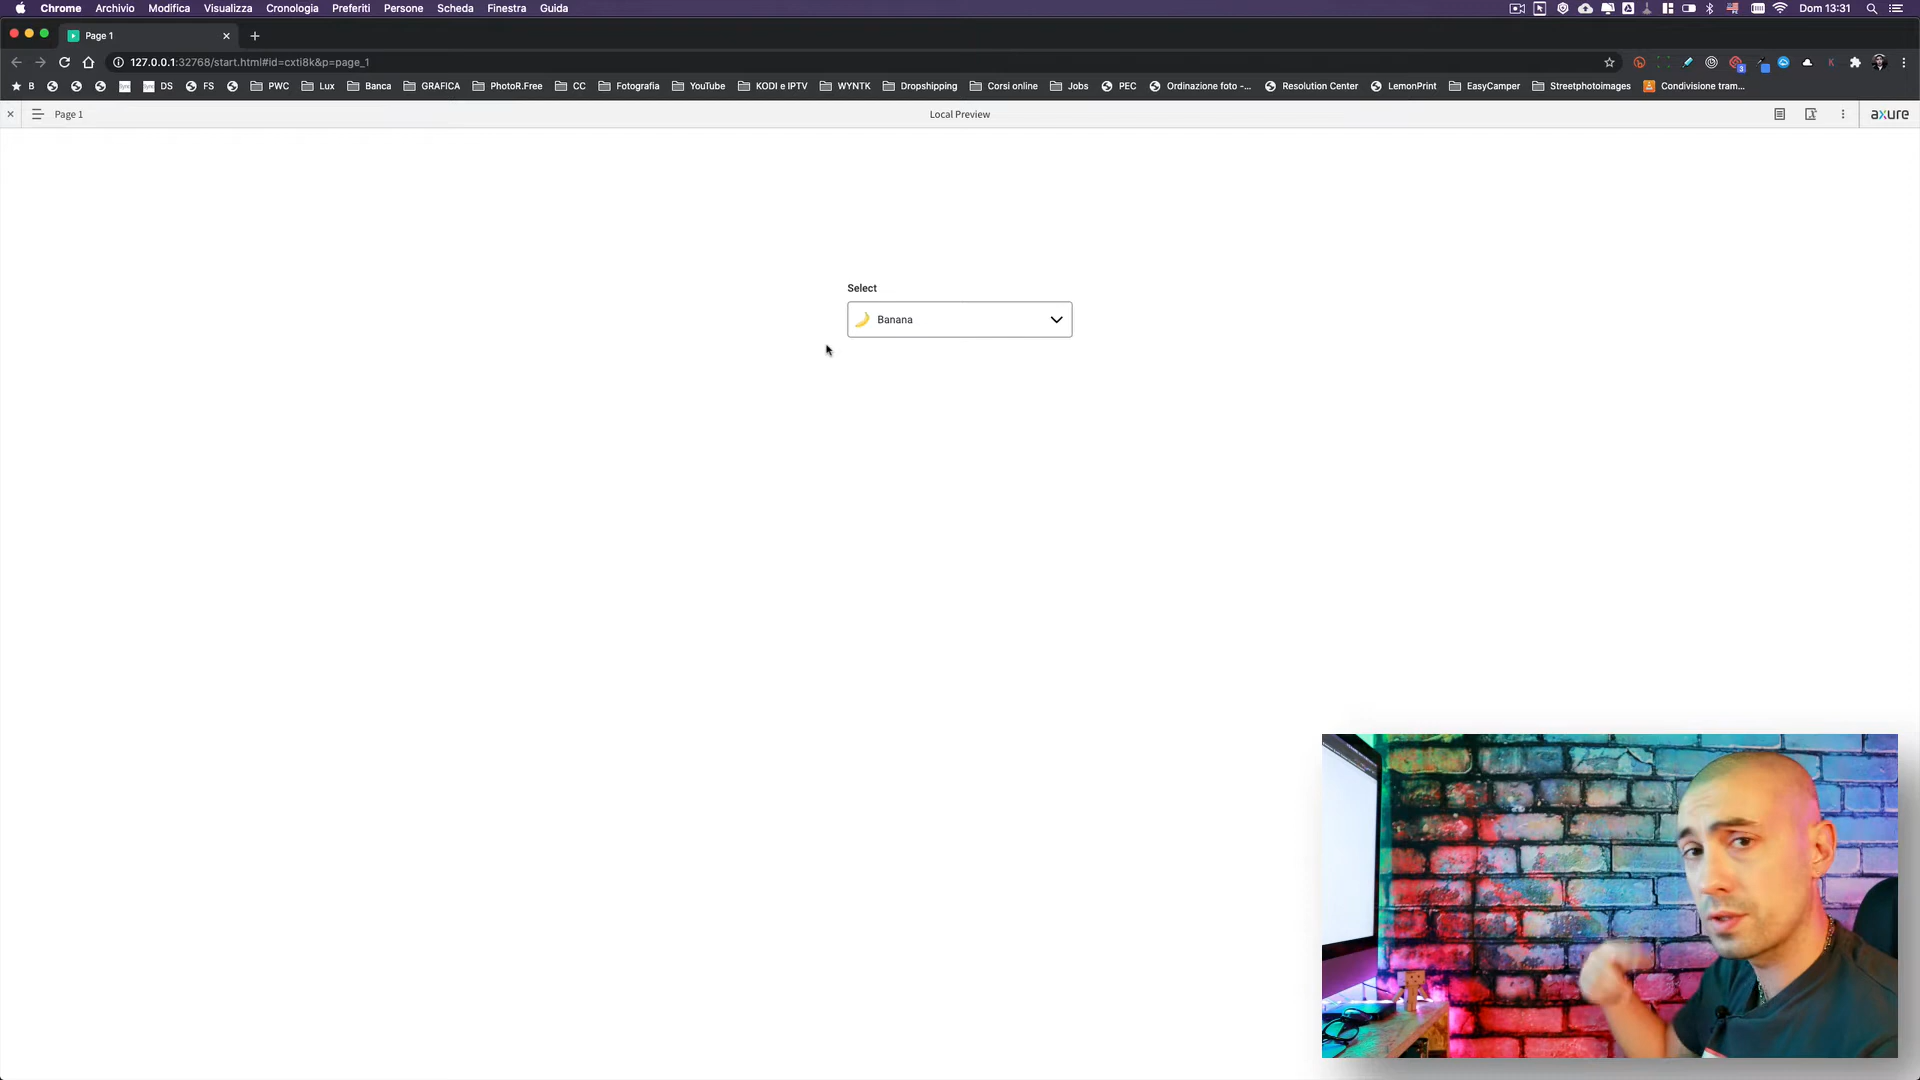 Chrome Archivio Modifica Visualizza Cronologia Preferiti Persone Scheda Finestra Guida Dom 13:31
Page 1
127.0.0.1:32768/start.html#id=cxti8k&p=page_1
B DS FS PWC Lux Banca GRAFICA PhotoR.Free CC Fotografia YouTube KODI e IPTV WYNTK Dropshipping Corsi online Jobs PEC Ordinazione foto -... Resolution Center LemonPrint EasyCamper Streetphotoimages Condivisione tram...
Page 1 Local Preview axure
Select
Banana